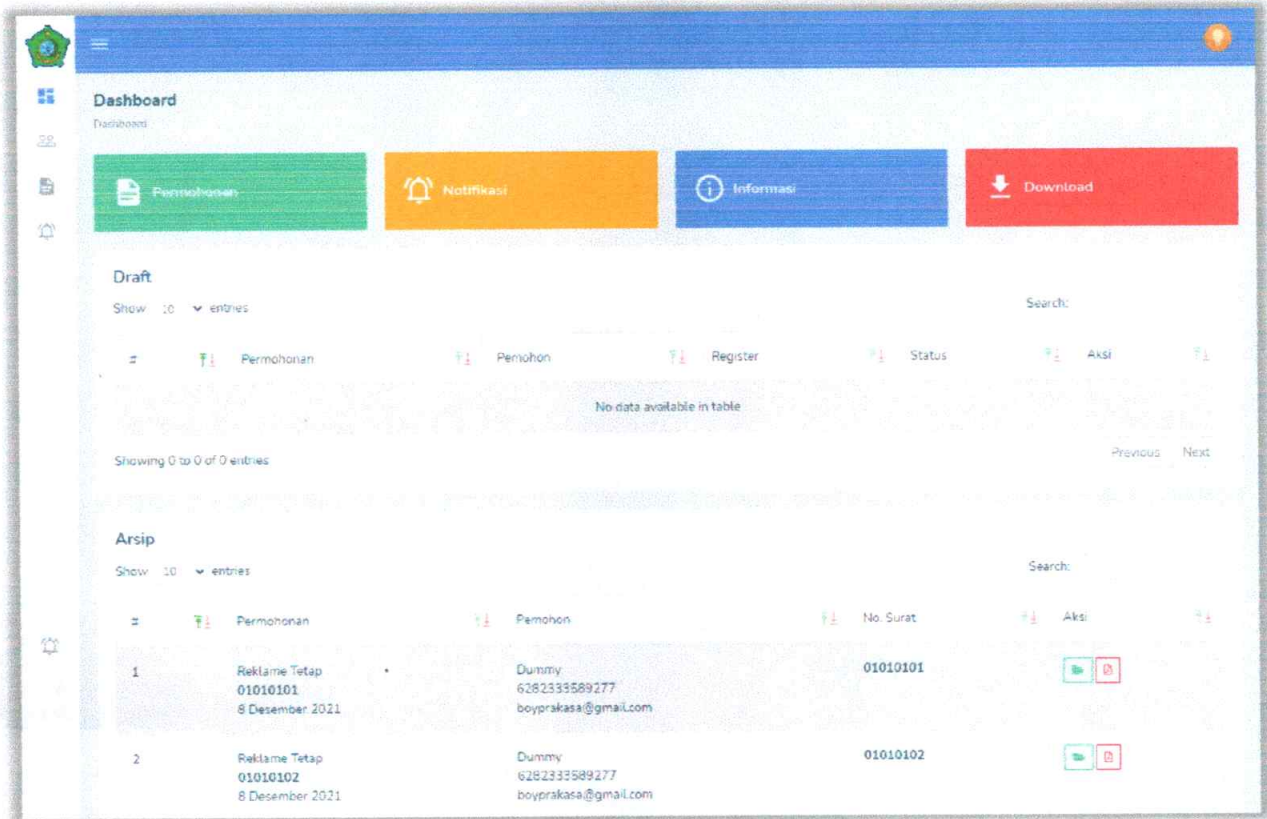 Dashboard
Dashboard
Permohonan
Notifikasi
Informasi
Download
Draft
Show 10 entries
Search:
# Permohonan Pemohon Register Status Aksi
No data available in table
Showing 0 to 0 of 0 entries
Previous Next
Arsip
Show 10 entries
Search:
# Permohonan Pemohon No. Surat Aksi
1 Reklame Tetap Dummy 01010101
01010101 6282333589277
8 Desember 2021 boyprakasa@gmail.com
2 Reklame Tetap Dummy 01010102
01010102 6282333589277
8 Desember 2021 boyprakasa@gmail.com